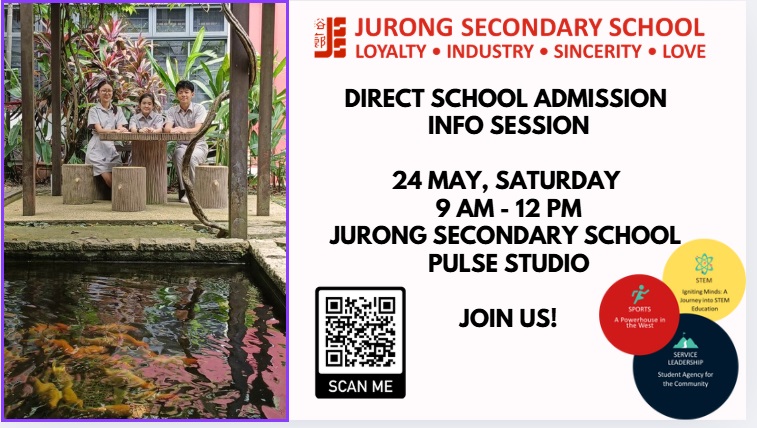 JURONG SECONDARY SCHOOL
LOYALTY • INDUSTRY • SINCERITY • LOVE
DIRECT SCHOOL ADMISSION
INFO SESSION
24 MAY, SATURDAY
9 AM - 12 PM
JURONG SECONDARY SCHOOL
PULSE STUDIO
JOIN US!
SCAN ME
STEM
Igniting Minds: A
Journey into STEM
Education
SPORTS
A Powerhouse in
the West
SERVICE
LEADERSHIP
Student Agency for
the Community